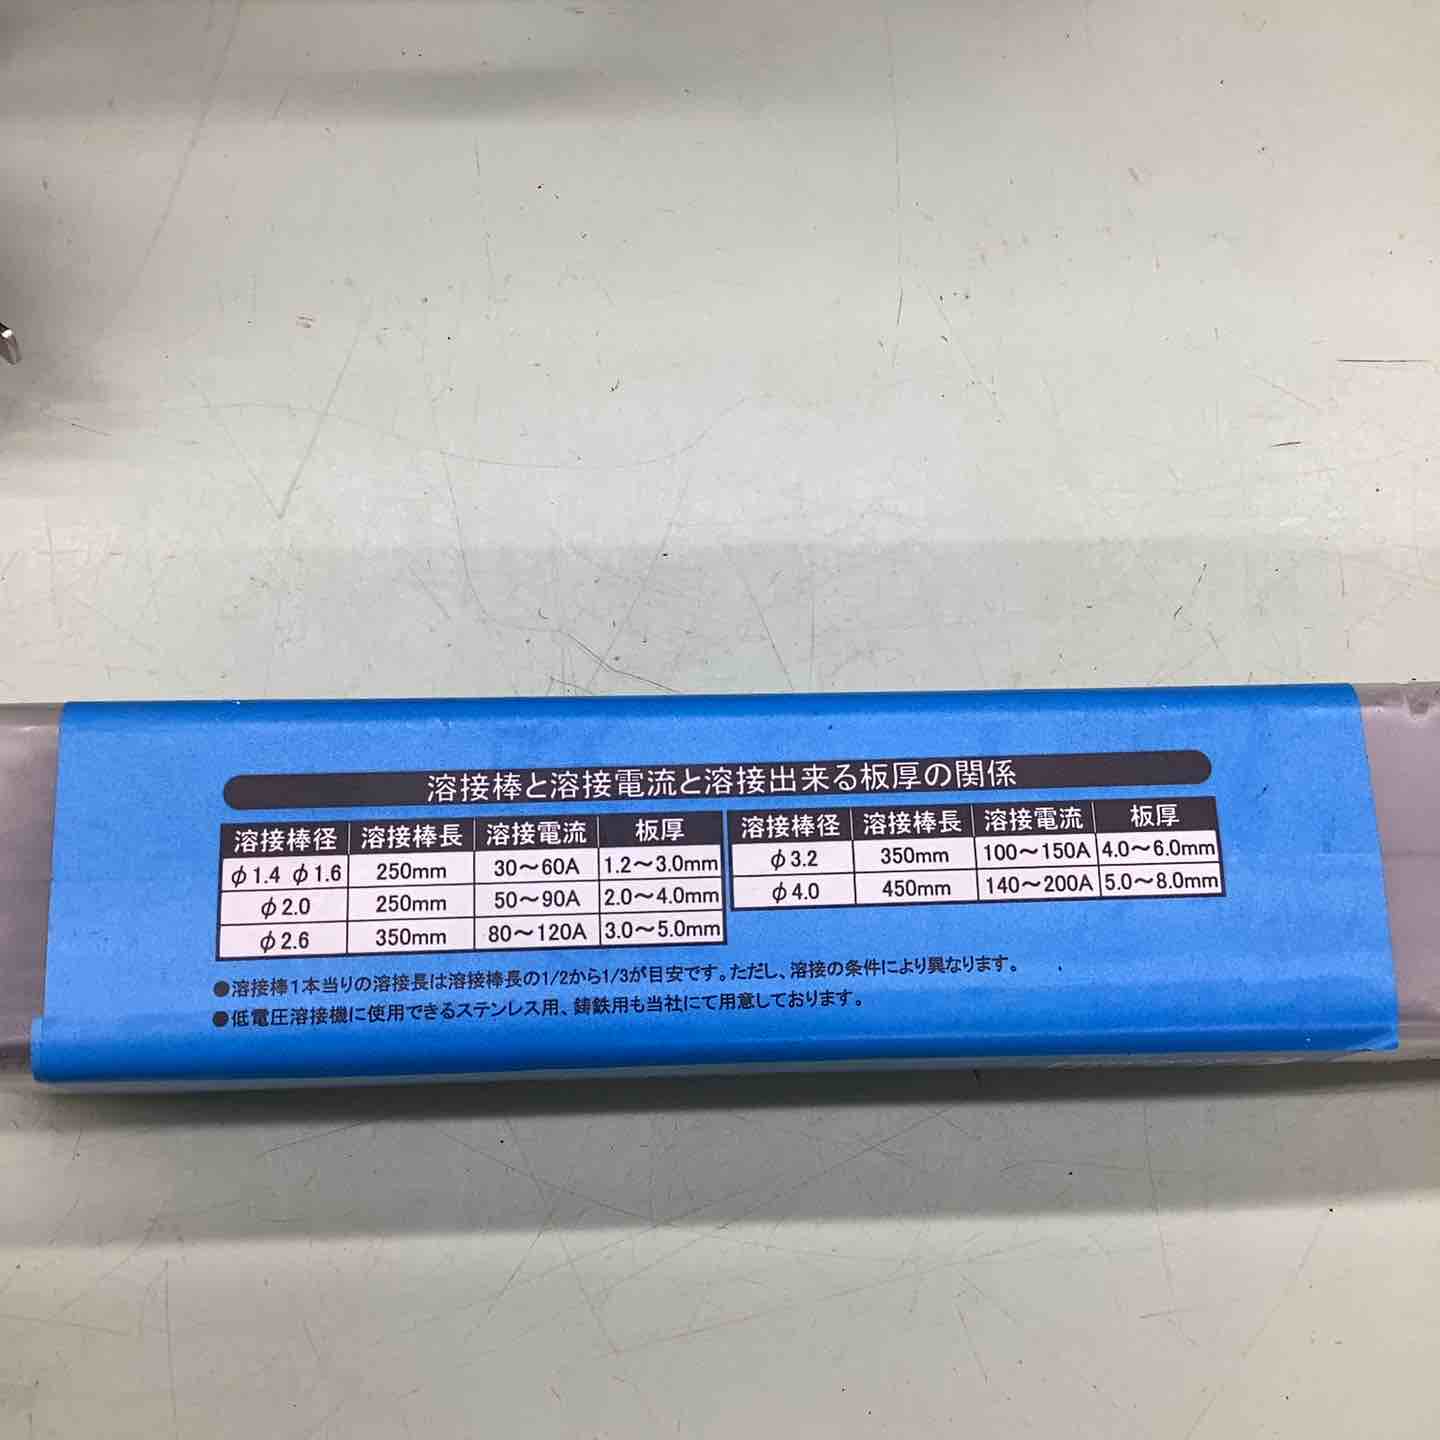 溶接棒と溶接電流と溶接出来る板厚の関係
溶接棒径 溶接棒長 溶接電流 板厚
φ1.4 φ1.6 250mm 30～60A 1.2～3.0mm
φ2.0 250mm 50～90A 2.0～4.0mm
φ2.6 350mm 80～120A 3.0～5.0mm
溶接棒径 溶接棒長 溶接電流 板厚
φ3.2 350mm 100～150A 4.0～6.0mm
φ4.0 450mm 140～200A 5.0～8.0mm
●溶接棒1本当りの溶接長は溶接棒長の1/2から1/3が目安です。ただし、溶接の条件により異なります。
●低電圧溶接機に使用できるステンレス用、鋳鉄用も当社にて用意しております。